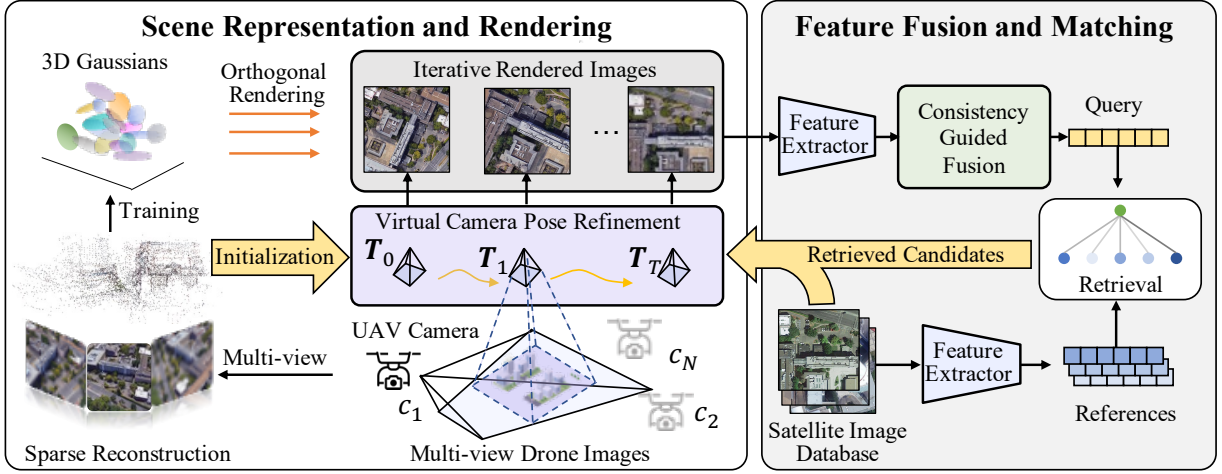 Scene Representation and Rendering
3D Gaussians
Orthogonal
Rendering
Iterative Rendered Images
...
Training
Initialization
Virtual Camera Pose Refinement
T0
T1
TT
UAV Camera
Multi-view
c1
cN
c2
Sparse Reconstruction
Multi-view Drone Images
Feature Fusion and Matching
Feature
Extractor
Consistency
Guided
Fusion
Query
Retrieved Candidates
Retrieval
Feature
Extractor
Satellite Image
Database
References